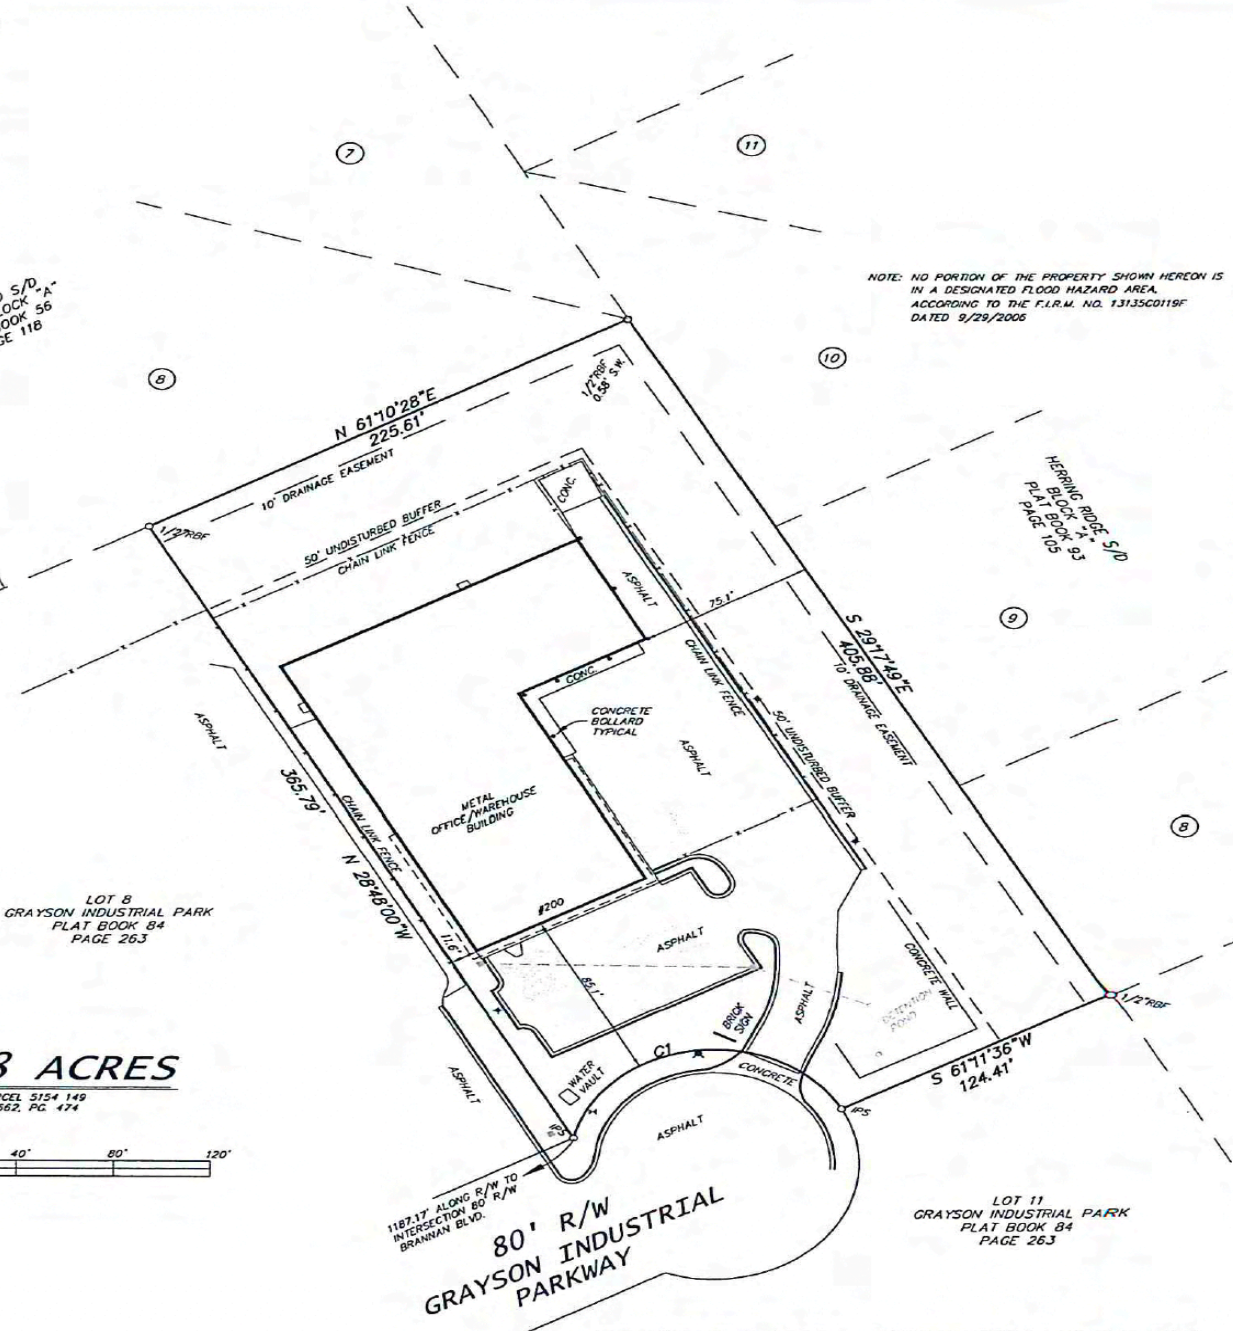 7
11
NOTE: NO PORTION OF THE PROPERTY SHOWN HEREON IS
IN A DESIGNATED FLOOD HAZARD AREA,
ACCORDING TO THE F.I.R.M. NO. 13135C0119F
DATED 9/29/2006
S/D
"A"
56
118
8
10
1/2"RBF
0.58' S.W.
N 61°10'28"E
225.61'
10' DRAINAGE EASEMENT
1/2"RBF
50' UNDISTURBED BUFFER
CHAIN LINK FENCE
CONC.
HERRING RIDGE S/D
BLOCK "A"
PLAT BOOK 93
PAGE 105
ASPHALT
75.1'
9
S 29°17'49"E
405.88'
10' DRAINAGE EASEMENT
CONC.
CHAIN LINK FENCE
CONCRETE
BOLLARD
TYPICAL
50' UNDISTURBED BUFFER
ASPHALT
ASPHALT
365.79'
N 28°48'00"W
CHAIN LINK FENCE
METAL
OFFICE/WAREHOUSE
BUILDING
8
LOT 8
GRAYSON INDUSTRIAL PARK
PLAT BOOK 84
PAGE 263
#200
11.6'
ASPHALT
85.1'
CONCRETE WALL
DETENTION
POND
1/2"RBF
BRICK
SIGN
ASPHALT
C1
CONCRETE
S 61°11'36"W
124.41'
WATER
VAULT
ASPHALT
IPS
IPS
ASPHALT
ACRES
5154 149
PG. 474
40'
80'
120'
1187.17' ALONG R/W TO
INTERSECTION 80' R/W
BRANNAN BLVD.
80' R/W
GRAYSON INDUSTRIAL
PARKWAY
LOT 11
GRAYSON INDUSTRIAL PARK
PLAT BOOK 84
PAGE 263